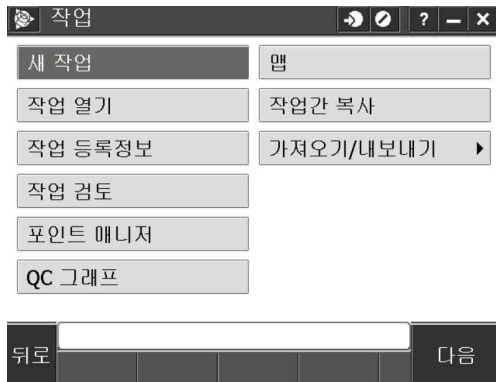 작업
?
새 작업
맵
작업 열기
작업간 복사
작업 등록정보
가져오기/내보내기
작업 검토
포인트 매니저
QC 그래프
뒤로
다음